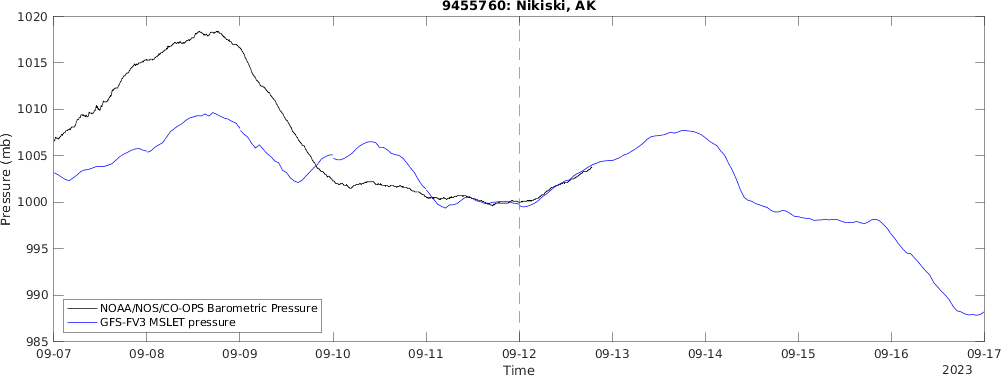 9455760: Nikiski, AK
1020
1015
1010
1005
1000
995
990
985
Pressure (mb)
NOAA/NOS/CO-OPS Barometric Pressure
GFS-FV3 MSLET pressure
09-07 09-08 09-09 09-10 09-11 09-12 09-13 09-14 09-15 09-16 09-17
Time
2023